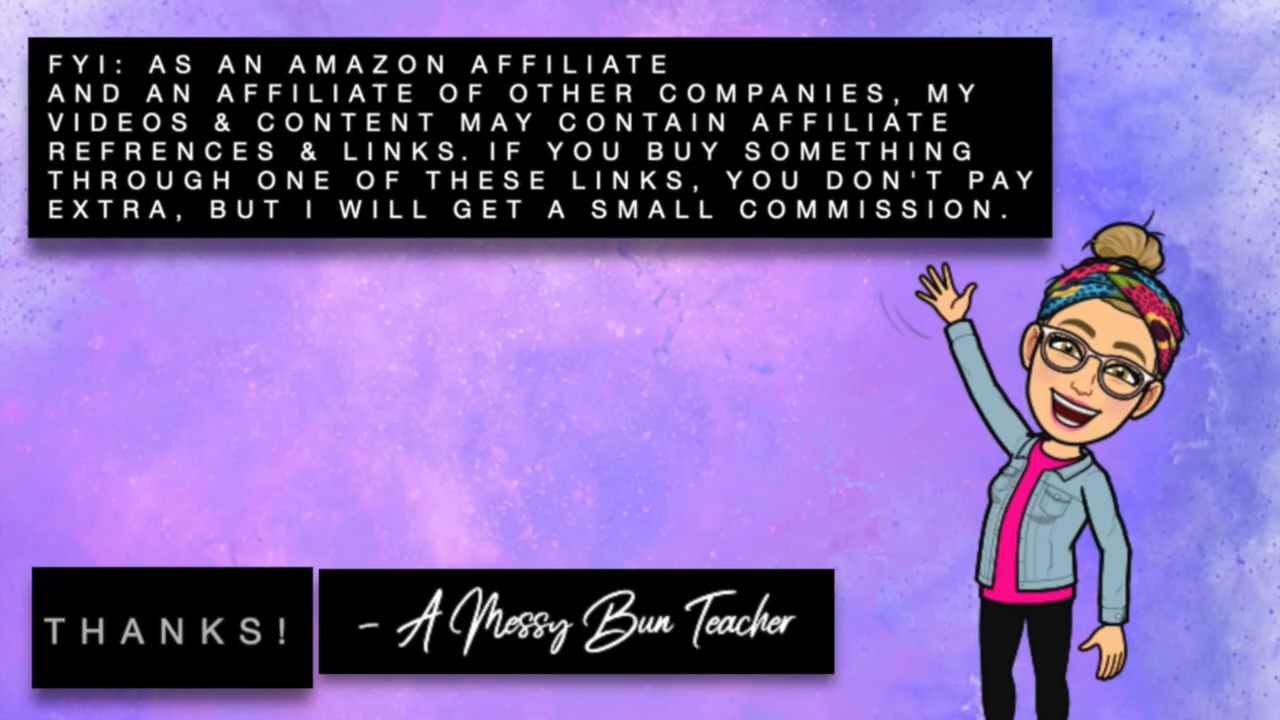 FYI: AS AN AMAZON AFFILIATE
AND AN AFFILIATE OF OTHER COMPANIES, MY
VIDEOS & CONTENT MAY CONTAIN AFFILIATE
REFRENCES & LINKS. IF YOU BUY SOMETHING
THROUGH ONE OF THESE LINKS, YOU DON'T PAY
EXTRA, BUT I WILL GET A SMALL COMMISSION.
THANKS!
- A Messy Bun Teacher